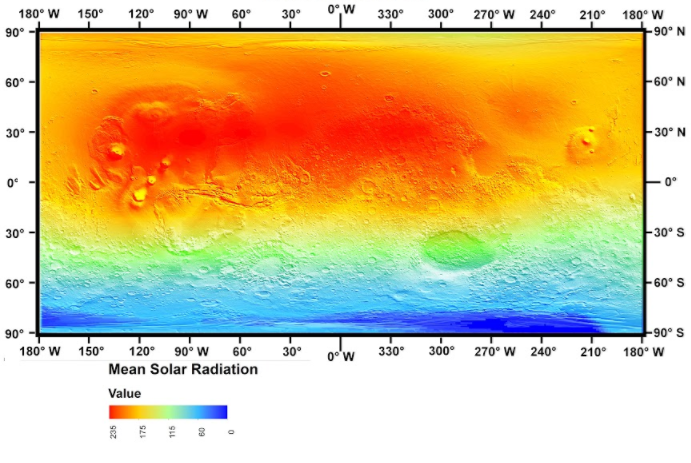 180° W 150° W 120° W 90° W 60° W 30° W 0° W 330° W 300° W 270° W 240° W 210° W 180° W
90° 90° N
60° 60° N
30° 30° N
0° 0°
30° 30° S
60° 60° S
90° 90° S
180° W 150° W 120° W 90° W 60° W 30° W 0° W 330° W 300° W 270° W 240° W 210° W 180° W
Mean Solar Radiation
Value
235 175 115 60 0